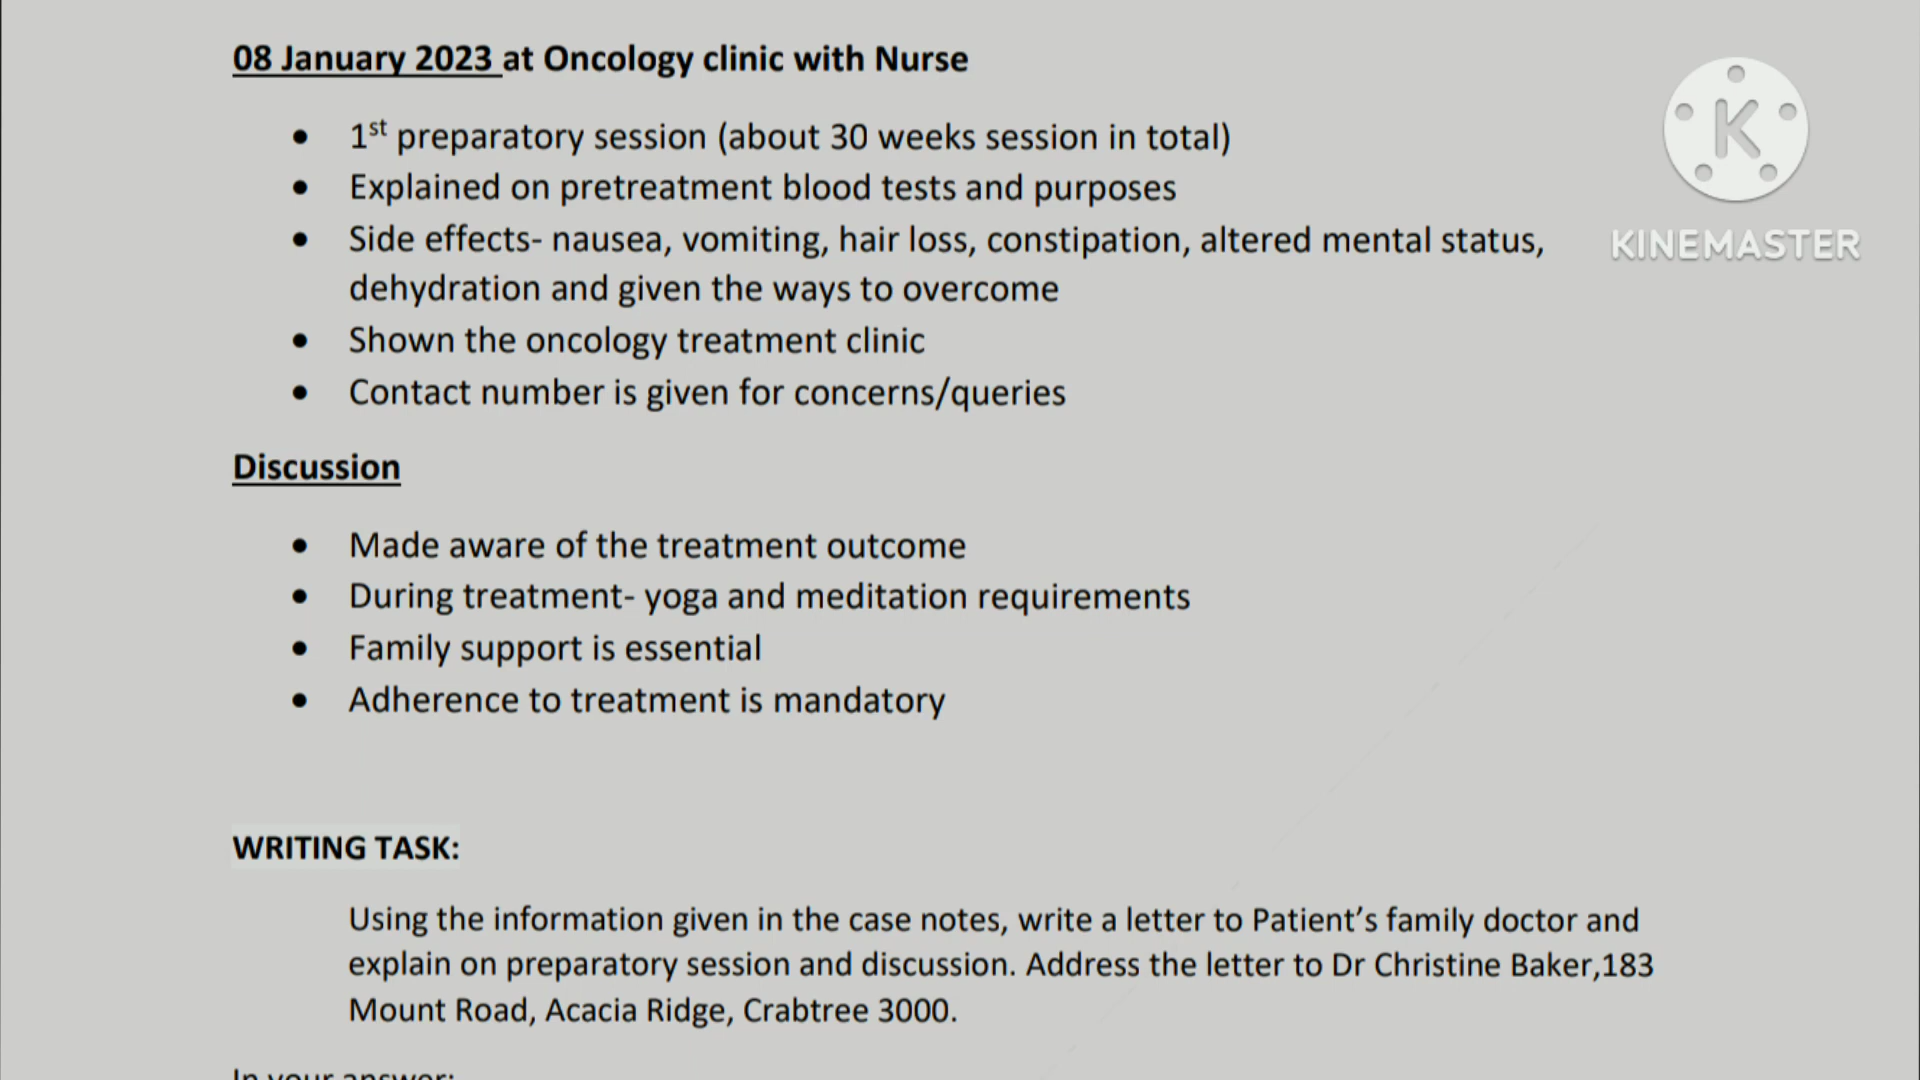 08 January 2023 at Oncology clinic with Nurse
• 1st preparatory session (about 30 weeks session in total)
• Explained on pretreatment blood tests and purposes
• Side effects- nausea, vomiting, hair loss, constipation, altered mental status,
dehydration and given the ways to overcome
• Shown the oncology treatment clinic
• Contact number is given for concerns/queries
K
KINEMASTER
Discussion
• Made aware of the treatment outcome
• During treatment- yoga and meditation requirements
• Family support is essential
• Adherence to treatment is mandatory
WRITING TASK:
Using the information given in the case notes, write a letter to Patient's family doctor and
explain on preparatory session and discussion. Address the letter to Dr Christine Baker,183
Mount Road, Acacia Ridge, Crabtree 3000.
In your answer: